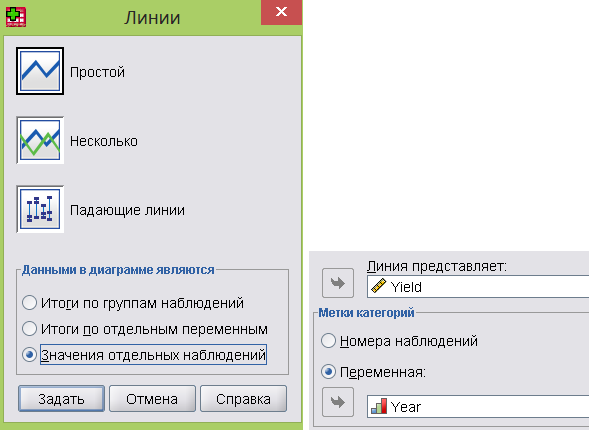 Линии
Простой
Несколько
Падающие линии
Данными в диаграмме являются
Итоги по группам наблюдений
Итоги по отдельным переменным
Значения отдельных наблюдений
Задать
Отмена
Справка
Линия представляет:
Yield
Метки категорий
Номера наблюдений
Переменная:
Year